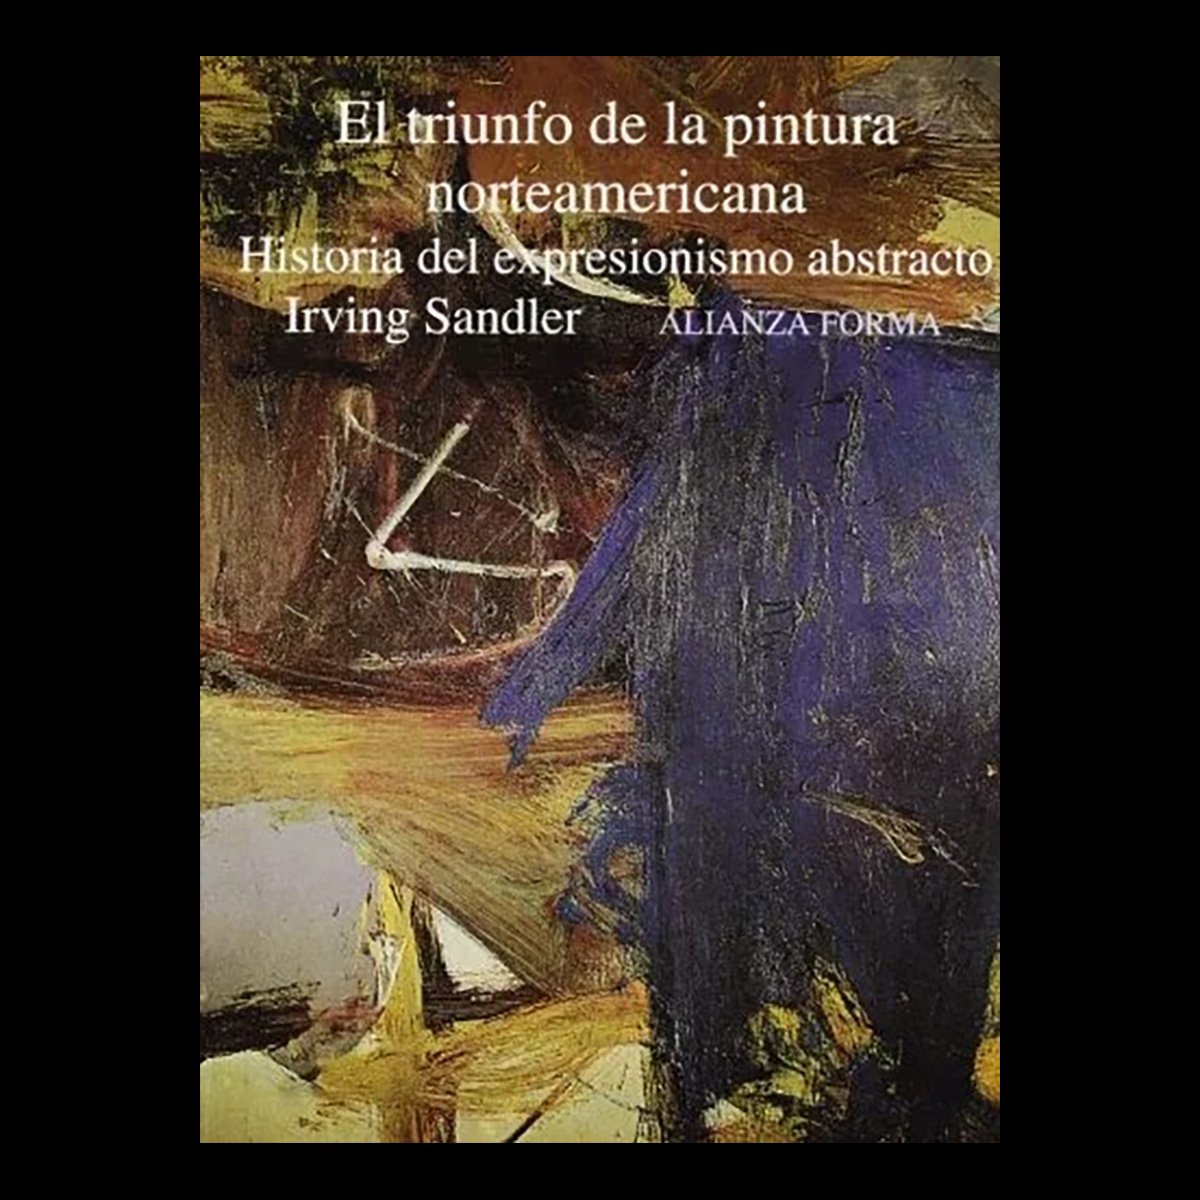 El triunfo de la pintura
norteamericana
Historia del expresionismo abstracto
Irving Sandler ALIANZA FORMA